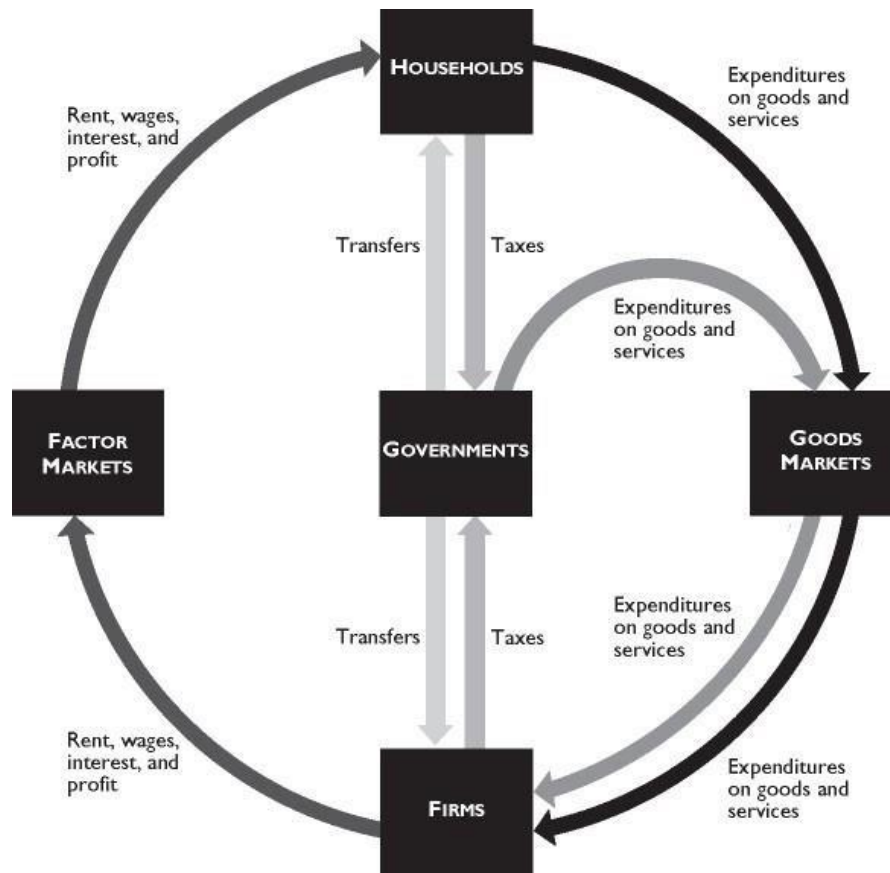 HOUSEHOLDS
Expenditures
on goods and
services
Rent, wages,
interest, and
profit
Transfers
Taxes
Expenditures
on goods and
services
FACTOR
MARKETS
GOVERNMENTS
GOODS
MARKETS
Expenditures
on goods and
services
Transfers
Taxes
Rent, wages,
interest, and
profit
Expenditures
on goods and
services
FIRMS